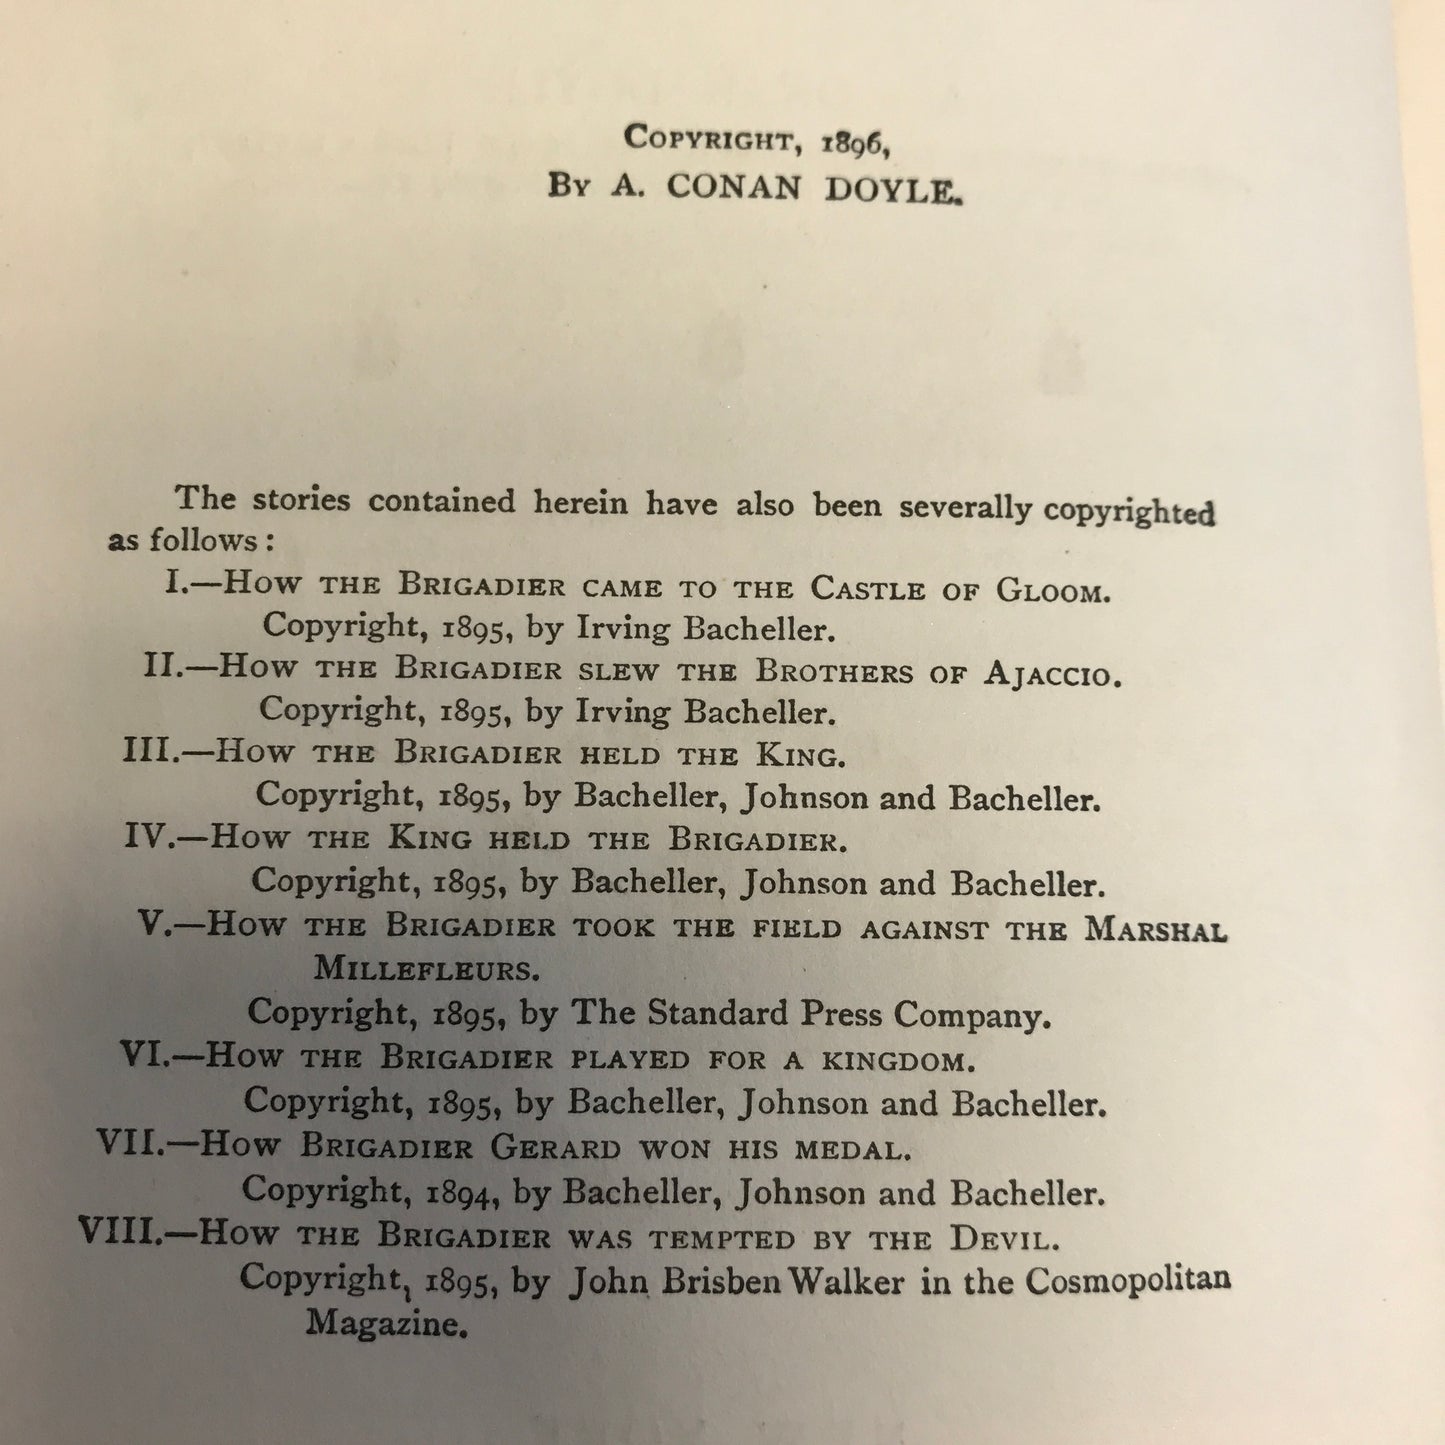 COPYRIGHT, 1896,
BY A. CONAN DOYLE.
The stories contained herein have also been severally copyrighted
as follows:
I.—HOW THE BRIGADIER CAME TO THE CASTLE OF GLOOM.
Copyright, 1895, by Irving Bacheller.
II.—HOW THE BRIGADIER SLEW THE BROTHERS OF AJACCIO.
Copyright, 1895, by Irving Bacheller.
III.—HOW THE BRIGADIER HELD THE KING.
Copyright, 1895, by Bacheller, Johnson and Bacheller.
IV.—HOW THE KING HELD THE BRIGADIER.
Copyright, 1895, by Bacheller, Johnson and Bacheller.
V.—HOW THE BRIGADIER TOOK THE FIELD AGAINST THE MARSHAL
MILLEFLEURS.
Copyright, 1895, by The Standard Press Company.
VI.—HOW THE BRIGADIER PLAYED FOR A KINGDOM.
Copyright, 1895, by Bacheller, Johnson and Bacheller.
VII.—HOW BRIGADIER GERARD WON HIS MEDAL.
Copyright, 1894, by Bacheller, Johnson and Bacheller.
VIII.—HOW THE BRIGADIER WAS TEMPTED BY THE DEVIL.
Copyright, 1895, by John Brisben Walker in the Cosmopolitan
Magazine.